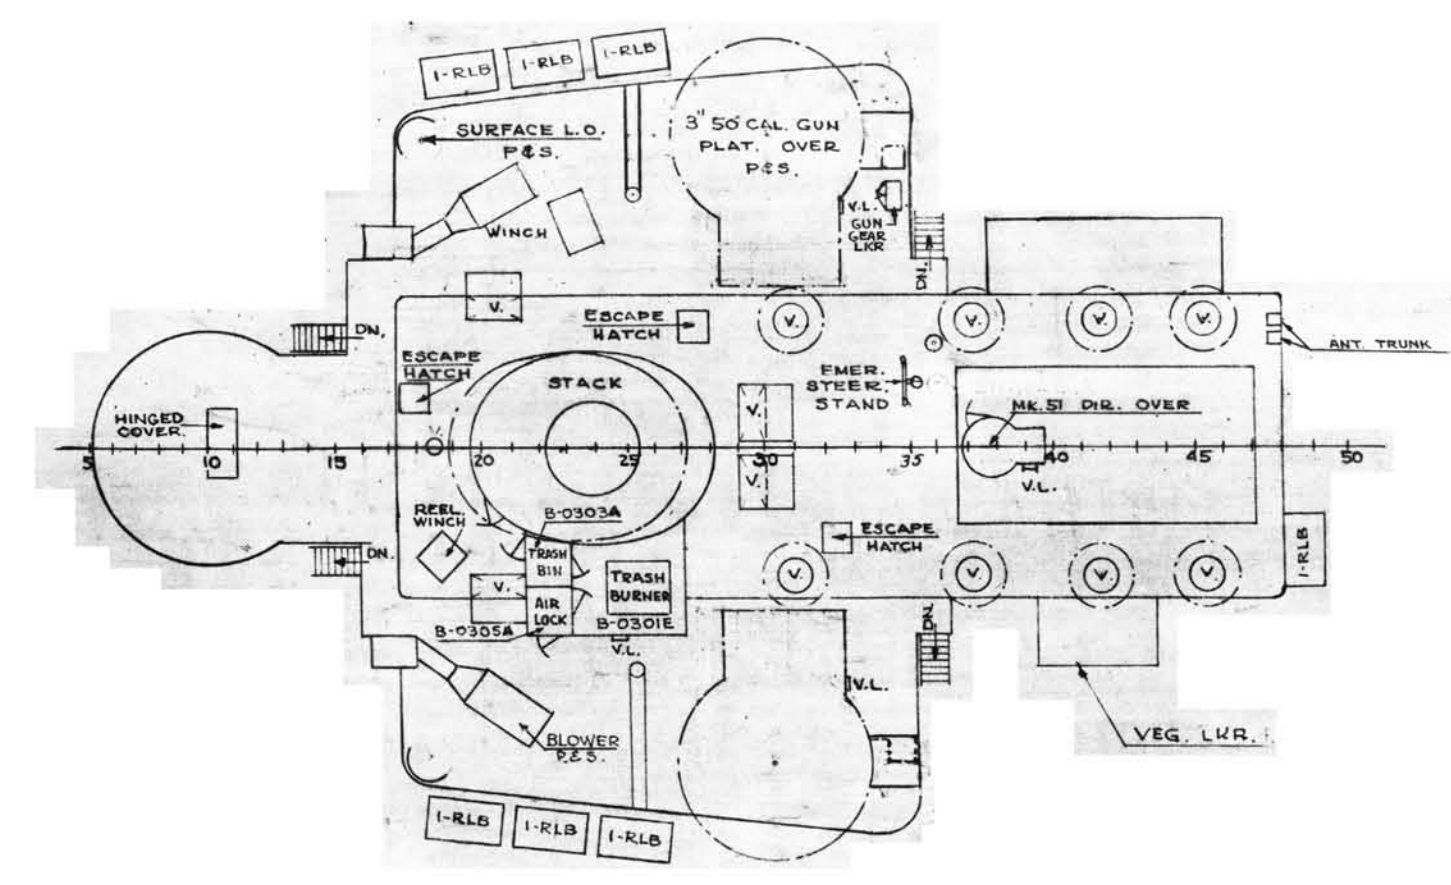 1-RLB
1-RLB
1-RLB
SURFACE L.O.
P&S.
3" 50 CAL. GUN
PLAT. OVER
P&S.
V.L.
GUN
GEAR
LKR
WINCH
DN.
V.
ESCAPE
HATCH
V.
V.
V.
V.
ANT. TRUNK
DN.
ESCAPE
HATCH
STACK
EMER.
STEER.
STAND
MK.51 DIR. OVER
HINGED
COVER.
V.
5
10
15
20
25
30
35
40
45
50
V.
V.L.
REEL.
WINCH
B-0303A
ESCAPE
HATCH
DN.
TRASH
BIN
TRASH
BURNER
V.
V.
V.
V.
V.
1-RLB
AIR
LOCK
B-0305A
B-0301E
V.L.
DN.
V.L.
BLOWER
P.&S.
VEG. LKR.
1-RLB
1-RLB
1-RLB